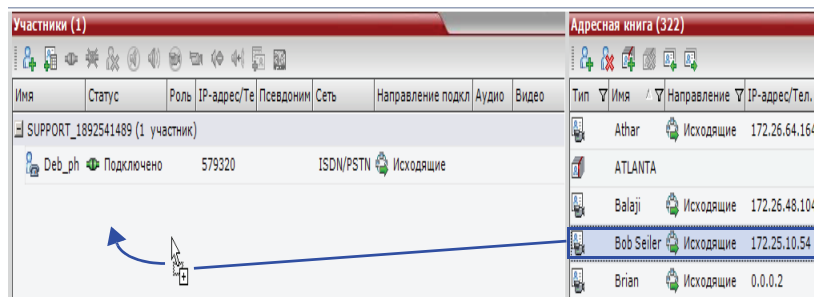 Участники (1)
Имя Статус Роль IP-адрес/Те Псевдоним Сеть Направление подкл Аудио Видео
SUPPORT_1892541489 (1 участник)
Deb_ph Подключено 579320 ISDN/PSTN Исходящие
Адресная книга (322)
Тип Имя Направление IP-адрес/Тел.
Athar Исходящие 172.26.64.164
ATLANTA
Balaji Исходящие 172.26.48.104
Bob Seiler Исходящие 172.25.10.54
Brian Исходящие 0.0.0.2